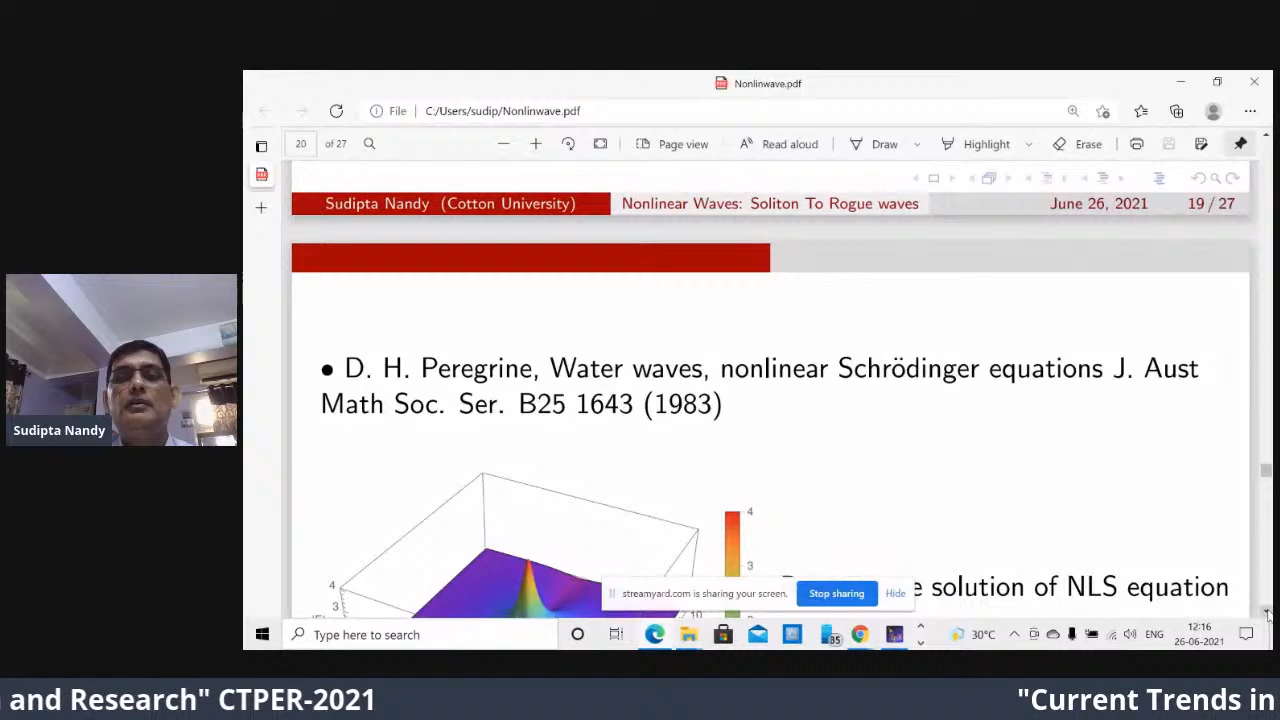 Nonlinwave.pdf
File C:/Users/sudip/Nonlinwave.pdf
20 of 27 Page view Read aloud Draw Highlight Erase
Sudipta Nandy (Cotton University) Nonlinear Waves: Soliton To Rogue waves June 26, 2021 19 / 27
• D. H. Peregrine, Water waves, nonlinear Schrödinger equations J. Aust
Math Soc. Ser. B25 1643 (1983)
Sudipta Nandy
4
3
4
3
10
e solution of NLS equation
streamyard.com is sharing your screen. Stop sharing Hide
Type here to search
35
30°C
ENG
12:16
26-06-2021
and Research" CTPER-2021 "Current Trends in